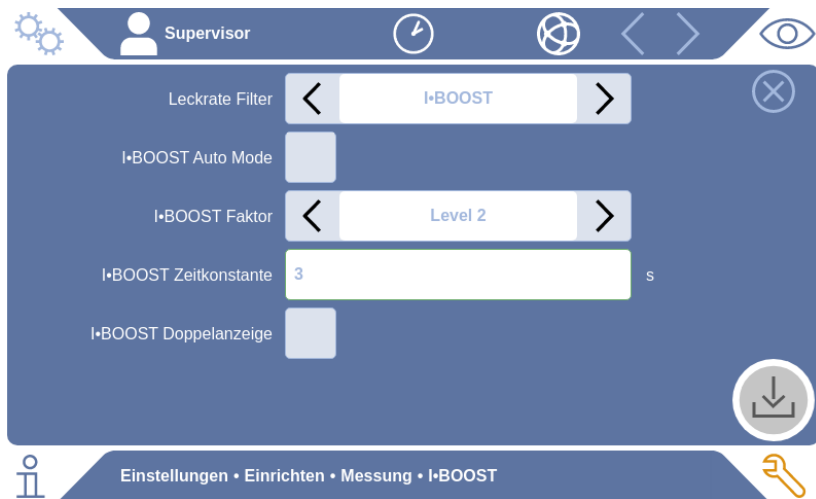 Supervisor
Leckrate Filter I•BOOST
I•BOOST Auto Mode
I•BOOST Faktor Level 2
I•BOOST Zeitkonstante 3 s
I•BOOST Doppelanzeige
Einstellungen • Einrichten • Messung • I•BOOST